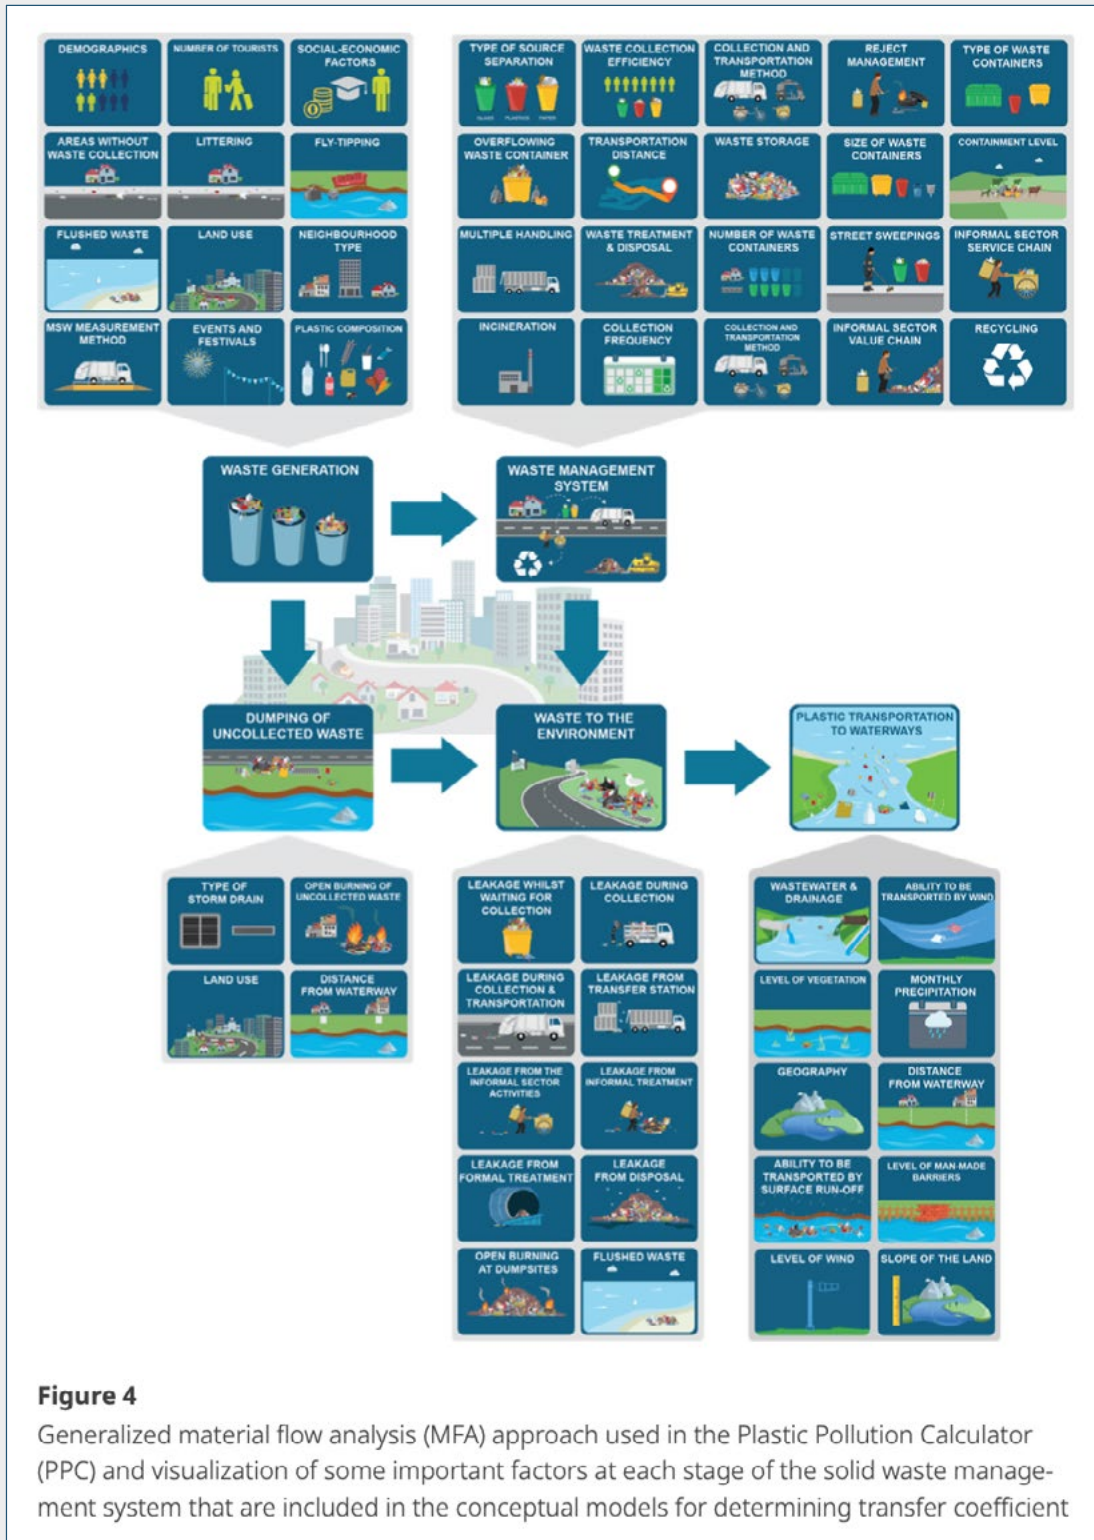 DEMOGRAPHICS
NUMBER OF TOURISTS
SOCIAL-ECONOMIC
FACTORS
AREAS WITHOUT
WASTE COLLECTION
LITTERING
FLY-TIPPING
FLUSHED WASTE
LAND USE
NEIGHBOURHOOD
TYPE
MSW MEASUREMENT
METHOD
EVENTS AND
FESTIVALS
PLASTIC COMPOSITION
TYPE OF SOURCE
SEPARATION
GLASS PLASTICS PAPER
WASTE COLLECTION
EFFICIENCY
COLLECTION AND
TRANSPORTATION
METHOD
REJECT
MANAGEMENT
TYPE OF WASTE
CONTAINERS
OVERFLOWING
WASTE CONTAINER
TRANSPORTATION
DISTANCE
WASTE STORAGE
SIZE OF WASTE
CONTAINERS
CONTAINMENT LEVEL
MULTIPLE HANDLING
WASTE TREATMENT
& DISPOSAL
NUMBER OF WASTE
CONTAINERS
STREET SWEEPINGS
INFORMAL SECTOR
SERVICE CHAIN
INCINERATION
COLLECTION
FREQUENCY
COLLECTION AND
TRANSPORTATION
METHOD
INFORMAL SECTOR
VALUE CHAIN
RECYCLING
WASTE GENERATION
WASTE MANAGEMENT
SYSTEM
DUMPING OF
UNCOLLECTED WASTE
WASTE TO THE
ENVIRONMENT
PLASTIC TRANSPORTATION
TO WATERWAYS
TYPE OF
STORM DRAIN
OPEN BURNING OF
UNCOLLECTED WASTE
LAND USE
DISTANCE
FROM WATERWAY
LEAKAGE WHILST
WAITING FOR
COLLECTION
LEAKAGE DURING
COLLECTION
LEAKAGE DURING
COLLECTION &
TRANSPORTATION
LEAKAGE FROM
TRANSFER STATION
LEAKAGE FROM THE
INFORMAL SECTOR
ACTIVITIES
LEAKAGE FROM
INFORMAL TREATMENT
LEAKAGE FROM
FORMAL TREATMENT
LEAKAGE
FROM DISPOSAL
OPEN BURNING
AT DUMPSITES
FLUSHED WASTE
WASTEWATER &
DRAINAGE
ABILITY TO BE
TRANSPORTED BY WIND
LEVEL OF VEGETATION
MONTHLY
PRECIPITATION
GEOGRAPHY
DISTANCE
FROM WATERWAY
ABILITY TO BE
TRANSPORTED BY
SURFACE RUN-OFF
LEVEL OF MAN-MADE
BARRIERS
LEVEL OF WIND
SLOPE OF THE LAND
Figure 4
Generalized material flow analysis (MFA) approach used in the Plastic Pollution Calculator
(PPC) and visualization of some important factors at each stage of the solid waste manage-
ment system that are included in the conceptual models for determining transfer coefficient